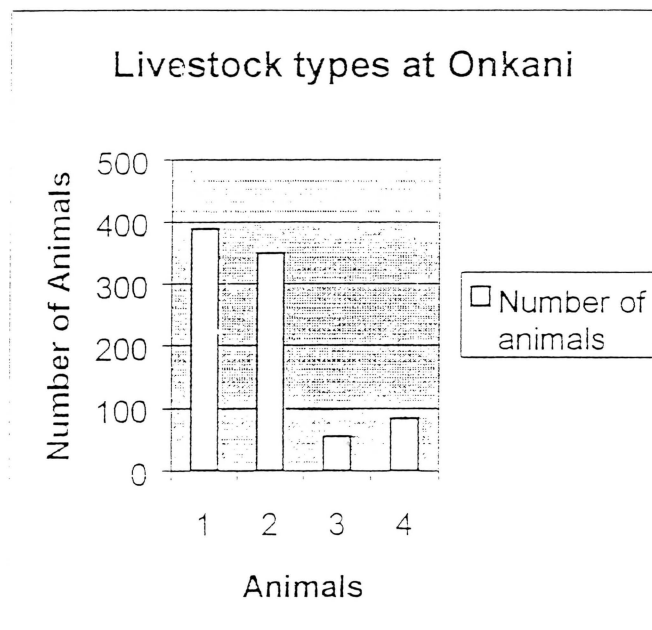 Livestock types at Onkani
Number of Animals
500
400
300
200
100
0
1 2 3 4
Animals
Number of
animals